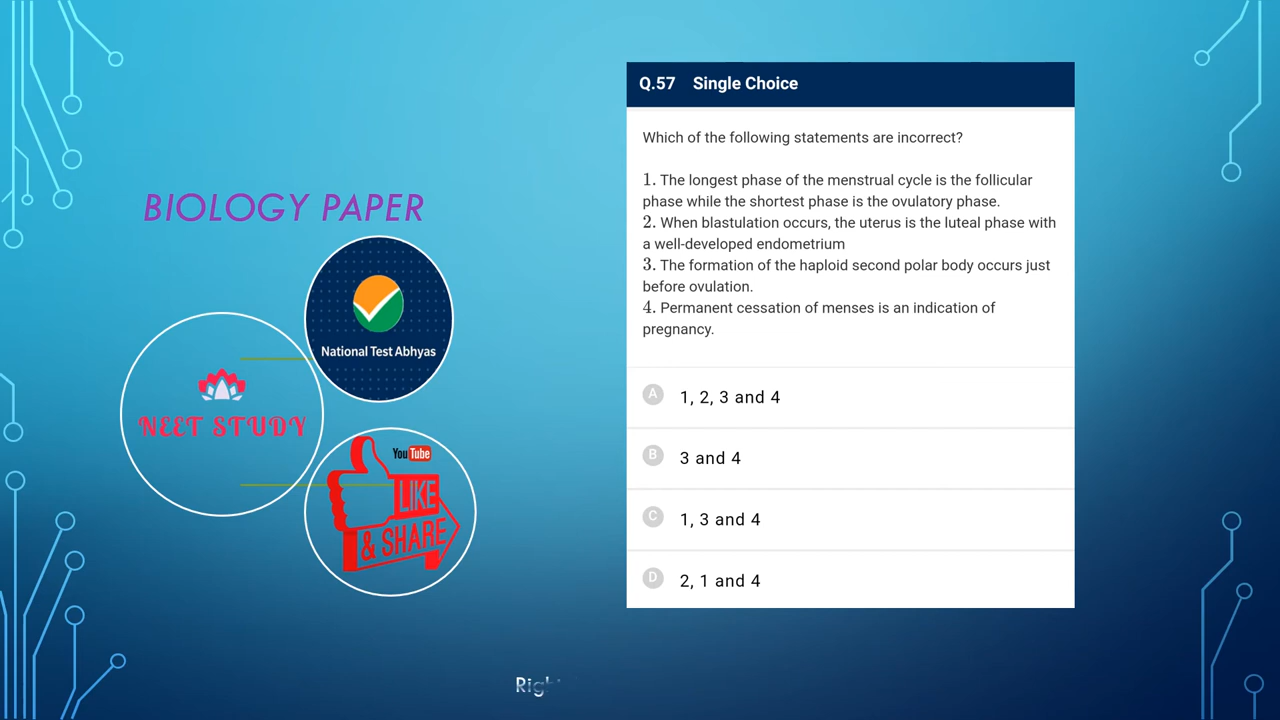 BIOLOGY PAPER
National Test Abhyas
NEET STUDY
YouTube
LIKE
& SHARE
Q.57 Single Choice
Which of the following statements are incorrect?
1. The longest phase of the menstrual cycle is the follicular
phase while the shortest phase is the ovulatory phase.
2. When blastulation occurs, the uterus is the luteal phase with
a well-developed endometrium
3. The formation of the haploid second polar body occurs just
before ovulation.
4. Permanent cessation of menses is an indication of
pregnancy.
A 1, 2, 3 and 4
B 3 and 4
C 1, 3 and 4
D 2, 1 and 4